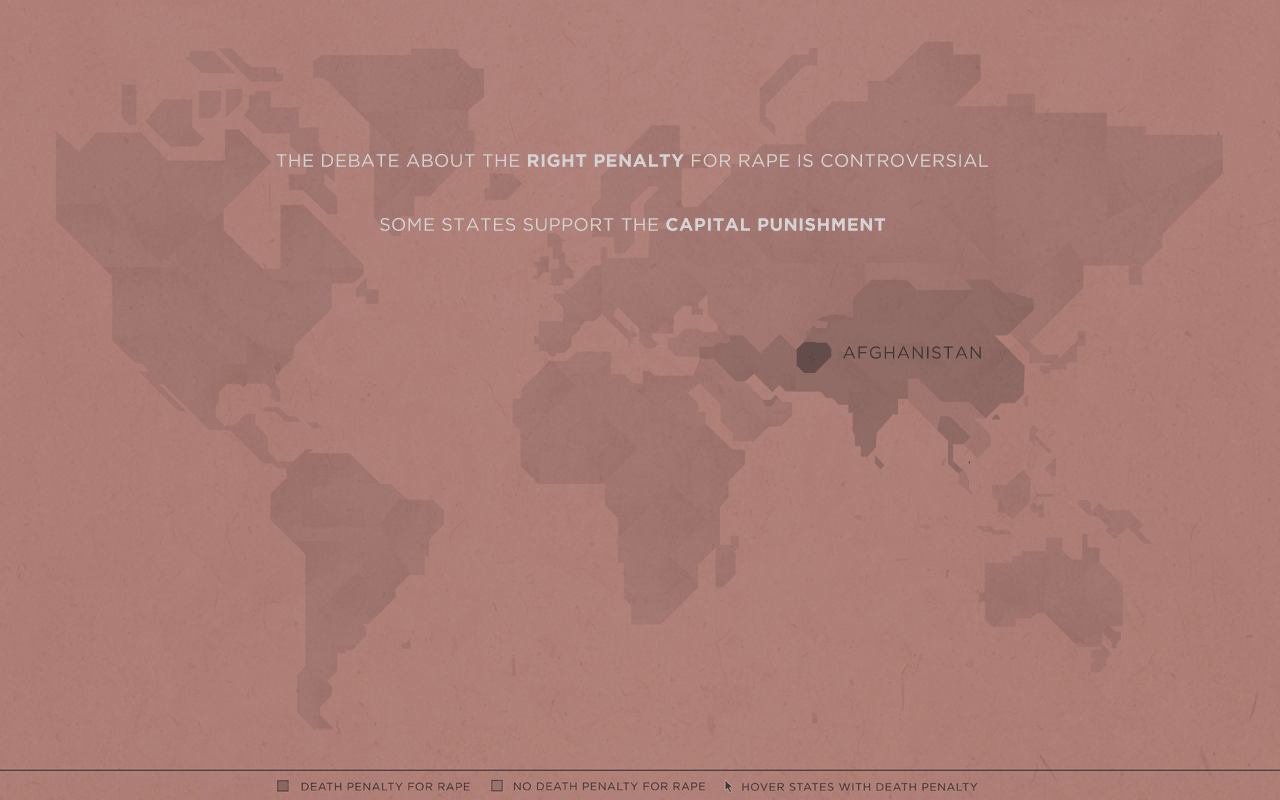 THE DEBATE ABOUT THE RIGHT PENALTY FOR RAPE IS CONTROVERSIAL
SOME STATES SUPPORT THE CAPITAL PUNISHMENT
AFGHANISTAN
DEATH PENALTY FOR RAPE NO DEATH PENALTY FOR RAPE HOVER STATES WITH DEATH PENALTY